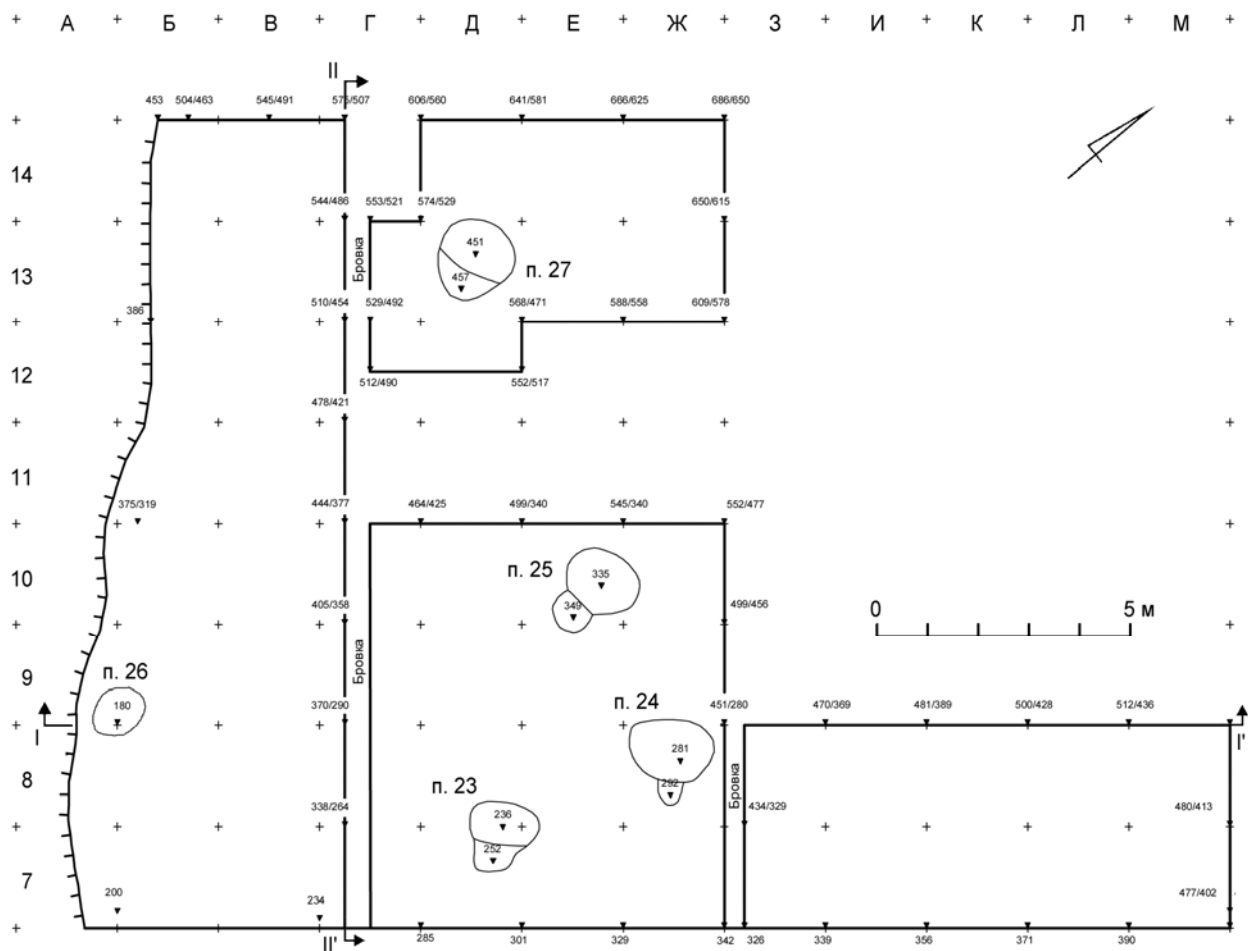 А Б В Г Д Е Ж З И К Л М
II
453 504/463 545/491 575/507 606/560 641/581 666/625 686/650
14
544/486 553/521 574/529 650/615
451
Бровка
457 п. 27
13
386 510/454 529/492 568/471 588/558 609/578
12
512/490 552/517
478/421
11
375/319 444/377 464/425 499/340 545/340 552/477
п. 25
10
335
405/358 349 499/456
0 5 м
Бровка
9
п. 26
180
370/290 п. 24 451/280 470/369 481/389 500/428 512/436
I I'
281
8
292
Бровка
338/264 п. 23 434/329 480/413
236
252
7
200 234 477/402
II' 285 301 329 342 326 339 356 371 390